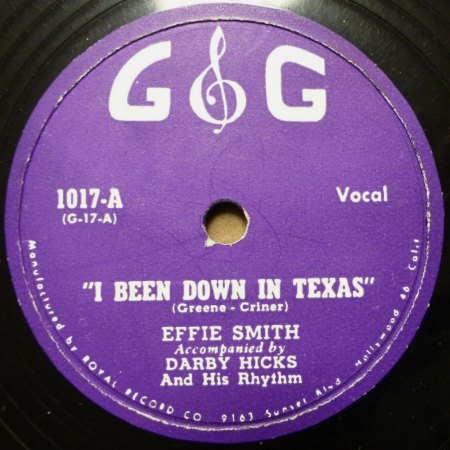 G & G
1017-A
(G-17-A)
Vocal
"I BEEN DOWN IN TEXAS"
(Greene - Criner)
EFFIE SMITH
Accompanied by
DARBY HICKS
And His Rhythm
Manufactured by ROYAL RECORD CO 9163 Sunset Blvd Hollywood 46 Calif